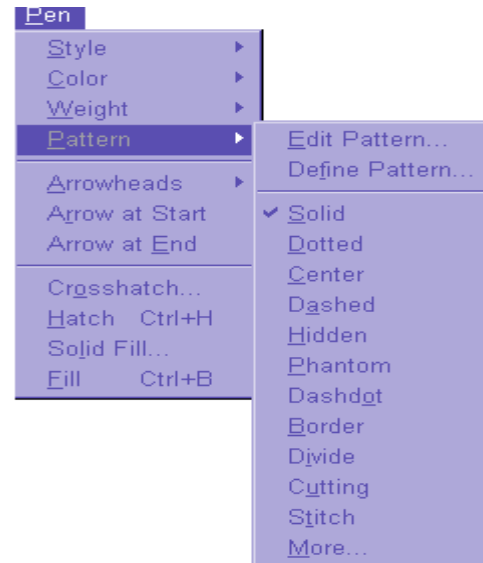 Pen
Style
Color
Weight
Pattern
Arrowheads
Arrow at Start
Arrow at End
Crosshatch...
Hatch Ctrl+H
Solid Fill...
Fill Ctrl+B
Edit Pattern...
Define Pattern...
Solid
Dotted
Center
Dashed
Hidden
Phantom
Dashdot
Border
Divide
Cutting
Stitch
More...